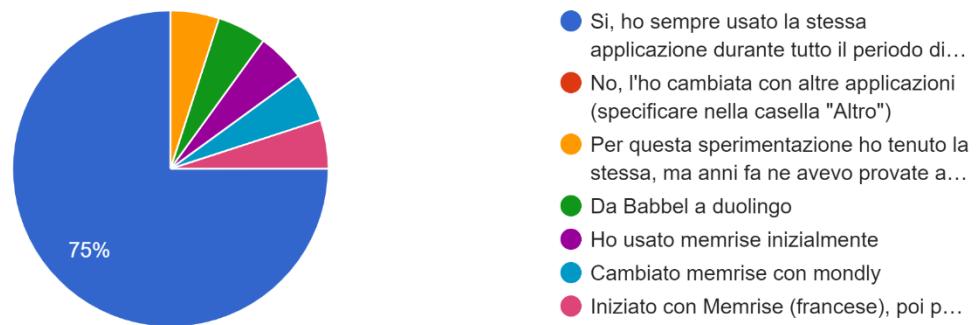 75%
Si, ho sempre usato la stessa
applicazione durante tutto il periodo di…
No, l'ho cambiata con altre applicazioni
(specificare nella casella "Altro")
Per questa sperimentazione ho tenuto la
stessa, ma anni fa ne avevo provate a…
Da Babbel a duolingo
Ho usato memrise inizialmente
Cambiato memrise con mondly
Iniziato con Memrise (francese), poi p…